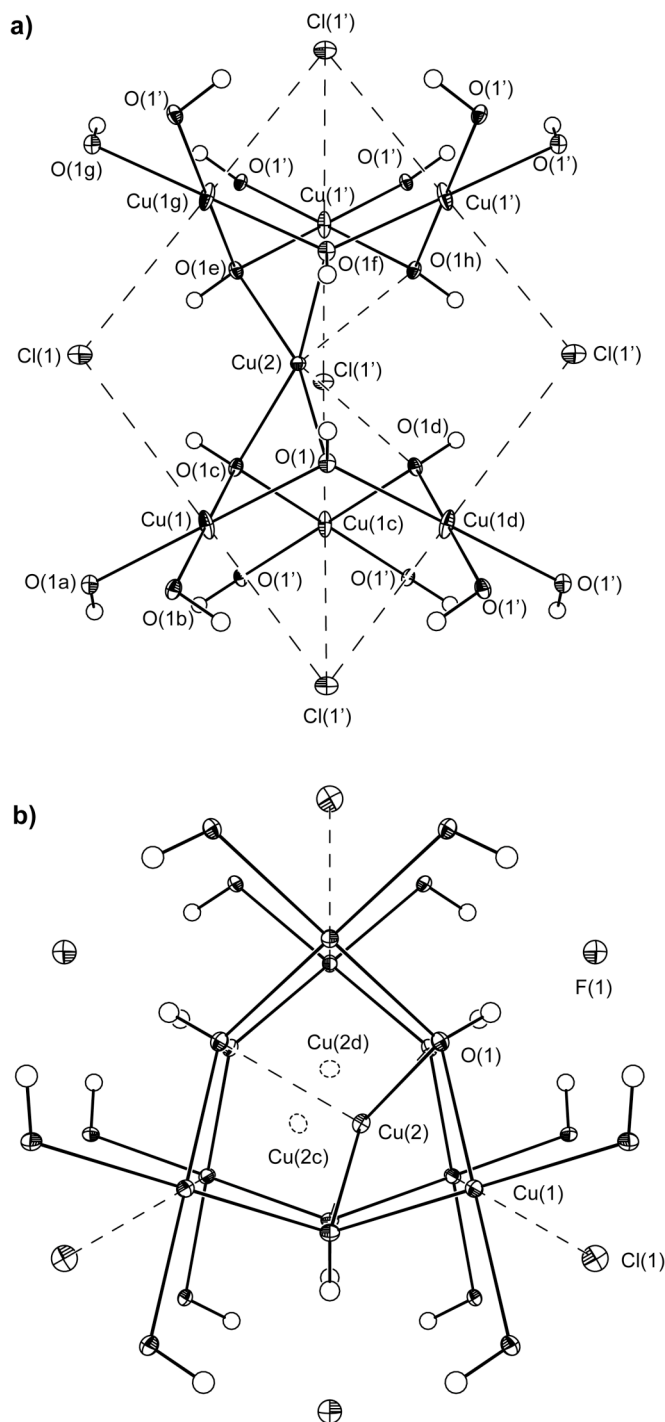 a)
Cl(1')
O(1') O(1')
O(1g) O(1') O(1') O(1')
Cu(1g) Cu(1') Cu(1')
O(1e) O(1f) O(1h)
Cl(1) Cu(2) Cl(1') Cl(1')
O(1c) O(1) O(1d)
Cu(1) Cu(1c) Cu(1d)
O(1a) O(1b) O(1') O(1') O(1') O(1')
Cl(1')
b)
F(1)
Cu(2d) O(1)
Cu(2)
Cu(2c)
Cu(1)
Cl(1)